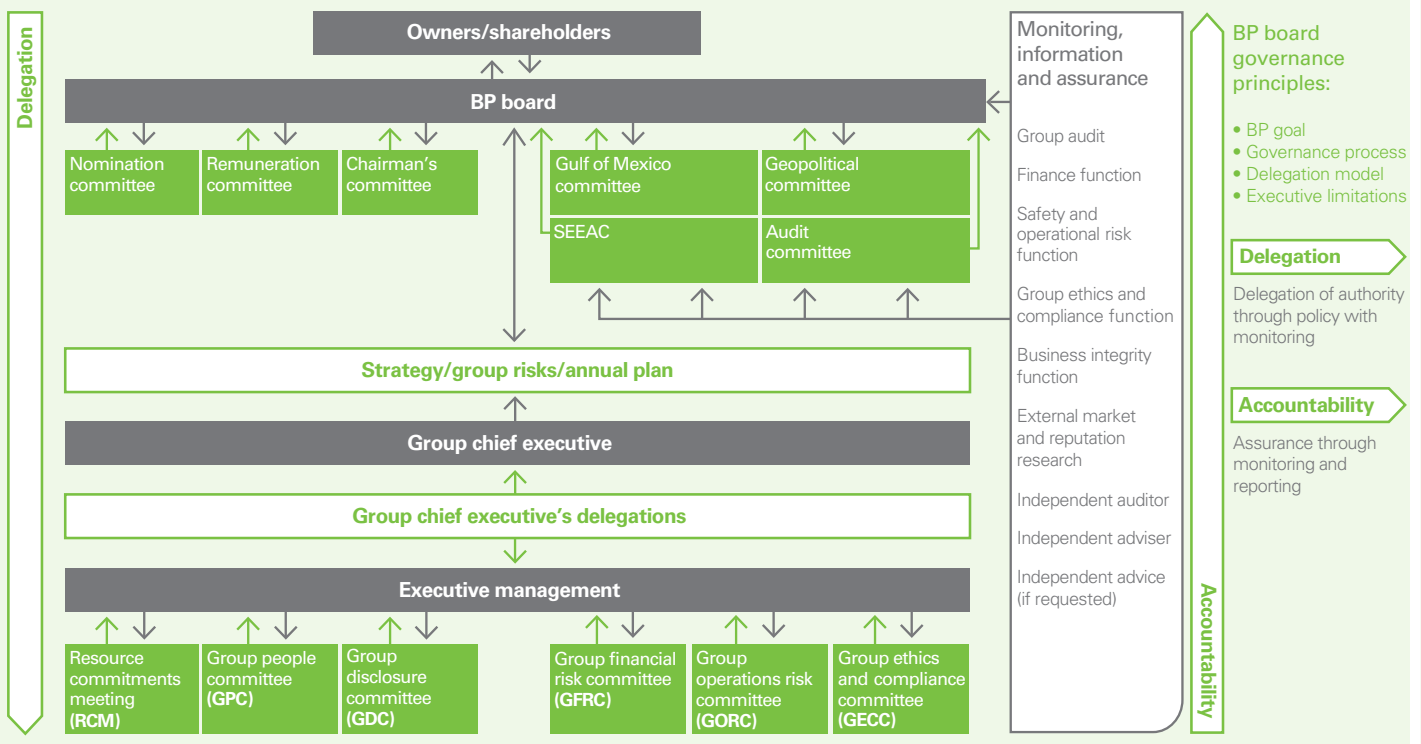 Delegation
Owners/shareholders
BP board
Nomination
committee
Remuneration
committee
Chairman's
committee
Gulf of Mexico
committee
Geopolitical
committee
SEEAC
Audit
committee
Strategy/group risks/annual plan
Group chief executive
Group chief executive's delegations
Executive management
Resource
commitments
meeting
(RCM)
Group people
committee
(GPC)
Group
disclosure
committee
(GDC)
Group financial
risk committee
(GFRC)
Group
operations risk
committee
(GORC)
Group ethics
and compliance
committee
(GECC)
Monitoring,
information
and assurance
Group audit
Finance function
Safety and
operational risk
function
Group ethics and
compliance function
Business integrity
function
External market
and reputation
research
Independent auditor
Independent adviser
Independent advice
(if requested)
Accountability
BP board
governance
principles:
• BP goal
• Governance process
• Delegation model
• Executive limitations
Delegation
Delegation of authority
through policy with
monitoring
Accountability
Assurance through
monitoring and
reporting